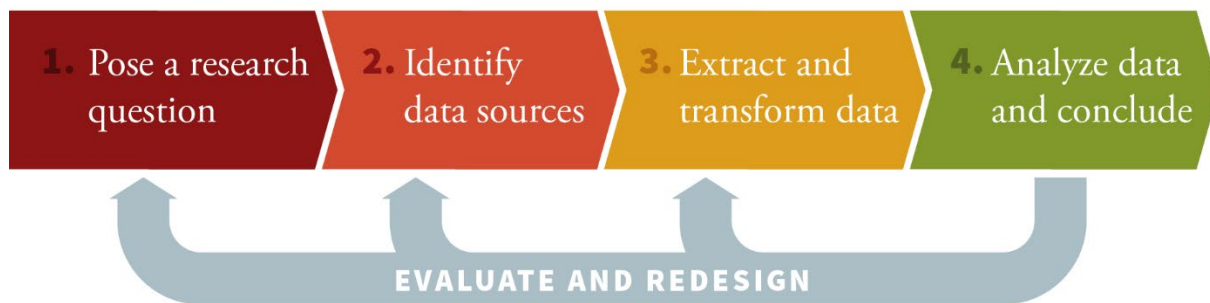 1. Pose a research
question
2. Identify
data sources
3. Extract and
transform data
4. Analyze data
and conclude
EVALUATE AND REDESIGN